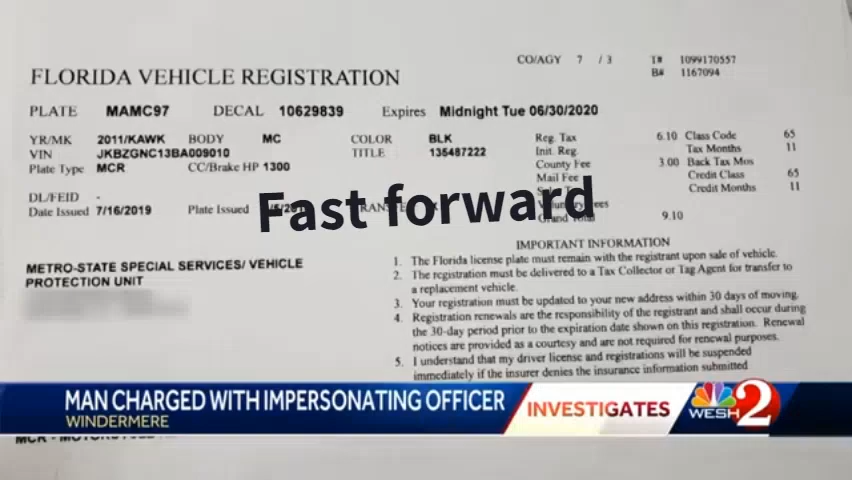 CO/AGY 7 / 3 T# 1099170557
B# 1167094
FLORIDA VEHICLE REGISTRATION
PLATE MAMC97 DECAL 10629839 Expires Midnight Tue 06/30/2020
YR/MK 2011/KAWK BODY MC COLOR BLK Reg. Tax 6.10 Class Code 65
VIN JKBZGNC13BA009010 TITLE 135487222 Init. Reg. Tax Months 11
Plate Type MCR CC/Brake HP 1300 County Fee 3.00 Back Tax Mos
Mail Fee Credit Class 65
Credit Months 11
DL/FEID -
Date Issued 7/16/2019 Plate Issued
Grand Total 9.10
Fast forward
METRO-STATE SPECIAL SERVICES/ VEHICLE
PROTECTION UNIT
IMPORTANT INFORMATION
1. The Florida license plate must remain with the registrant upon sale of vehicle.
2. The registration must be delivered to a Tax Collector or Tag Agent for transfer to
a replacement vehicle.
3. Your registration must be updated to your new address within 30 days of moving.
4. Registration renewals are the responsibility of the registrant and shall occur during
the 30-day period prior to the expiration date shown on this registration. Renewal
notices are provided as a courtesy and are not required for renewal purposes.
5. I understand that my driver license and registrations will be suspended
immediately if the insurer denies the insurance information submitted
MAN CHARGED WITH IMPERSONATING OFFICER
WINDERMERE
INVESTIGATES
WESH 2